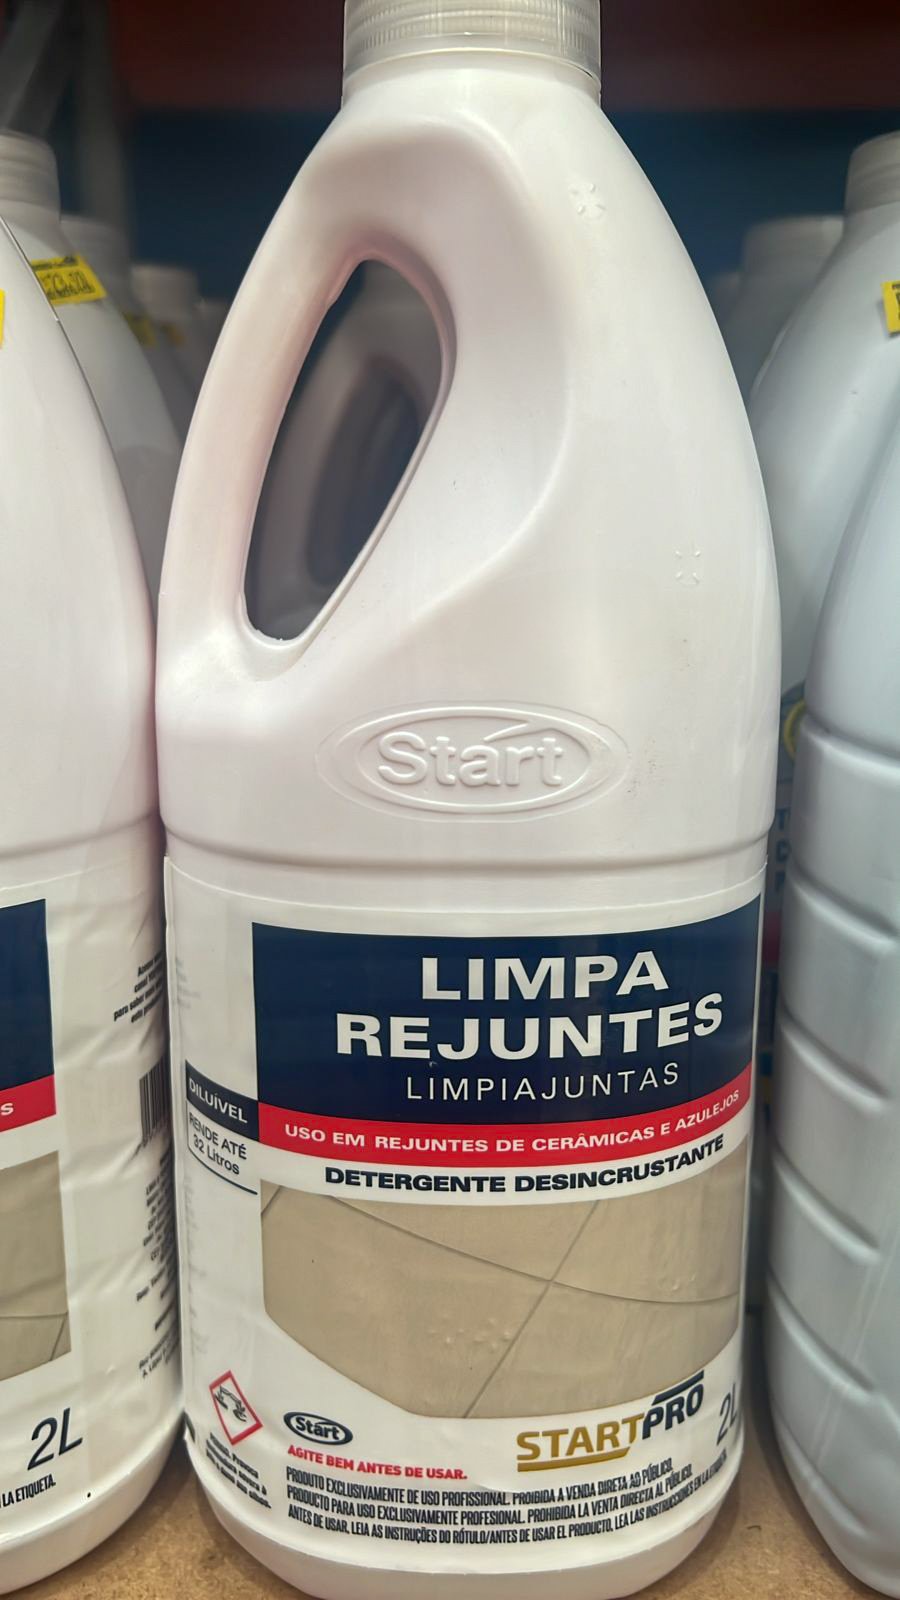 Start
LIMPA
REJUNTES
LIMPIAJUNTAS
DILUÍVEL
RENDE ATÉ
32 Litros
USO EM REJUNTES DE CERÂMICAS E AZULEJOS
DETERGENTE DESINCRUSTANTE
Start
STARTPRO
2L
AGITE BEM ANTES DE USAR.
PRODUTO EXCLUSIVAMENTE DE USO PROFISSIONAL. PROIBIDA A VENDA DIRETA AO PÚBLICO.
PRODUCTO PARA USO EXCLUSIVAMENTE PROFESIONAL. PROHIBIDA LA VENTA DIRECTA AL PÚBLICO.
ANTES DE USAR, LEIA AS INSTRUÇÕES DO RÓTULO/ANTES DE USAR EL PRODUCTO, LEA LAS INSTRUCCIONES EN LA
S
2L
LA ETIQUETA.